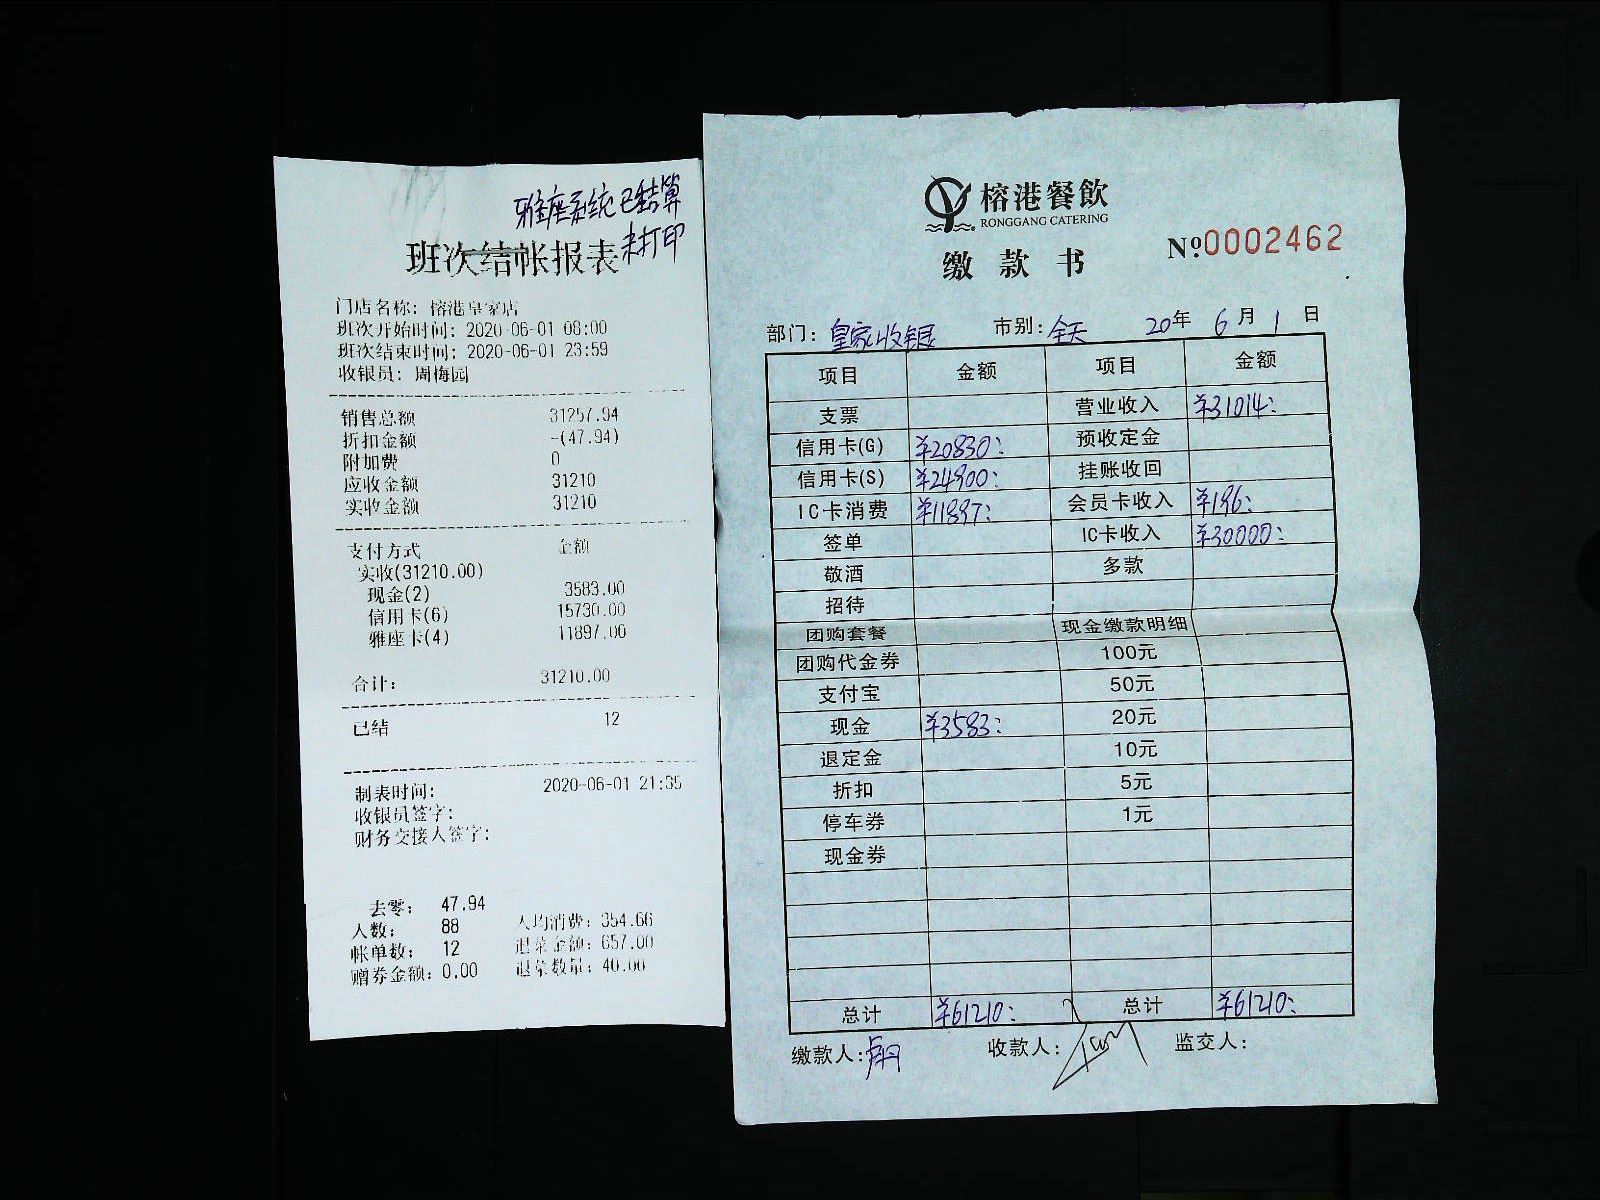 雅座系统已结算
未打印
班次结帐报表
门店名称: 榕港皇家店
班次开始时间: 2020-06-01 08:00
班次结束时间: 2020-06-01 23:59
收银员: 周梅园
销售总额 31257.94
折扣金额 -(47.94)
附加费 0
应收金额 31210
实收金额 31210
支付方式 金额
实收(31210.00)
现金(2) 3583.00
信用卡(6) 15730.00
雅座卡(4) 11897.00
合计: 31210.00
已结 12
制表时间: 2020-06-01 21:35
收银员签字:
财务交接人签字:
去零: 47.94
人数: 88 人均消费: 354.66
帐单数: 12 退菜金额: 657.00
赠券金额: 0.00 退菜数量: 40.00
榕港餐飲
RONGGANG CATERING
缴款书 №0002462
部门: 皇家收银 市别: 全天 20年 6月 1日
项目 金额 项目 金额
支票 营业收入 ¥31014:
信用卡(G) ¥20830: 预收定金
信用卡(S) ¥24900: 挂账收回
IC卡消费 ¥11897: 会员卡收入 ¥196:
签单 IC卡收入 ¥30000:
敬酒 多款
招待
团购套餐 现金缴款明细
团购代金券 100元
支付宝 50元
现金 ¥3583: 20元
退定金 10元
折扣 5元
停车券 1元
现金券
总计 ¥61210: 总计 ¥61210:
缴款人: 收款人: 监交人: